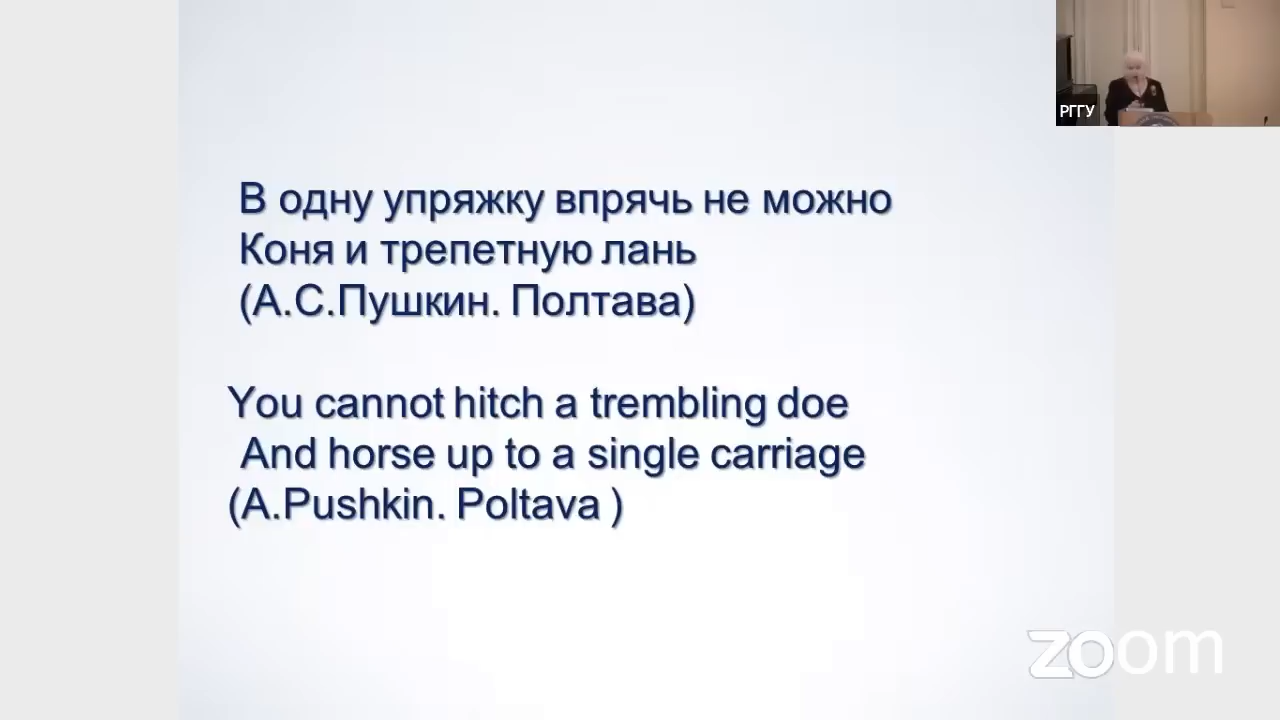 РГГУ
В одну упряжку впрячь не можно
Коня и трепетную лань
(А.С.Пушкин. Полтава)
You cannot hitch a trembling doe
And horse up to a single carriage
(A.Pushkin. Poltava )
zoom